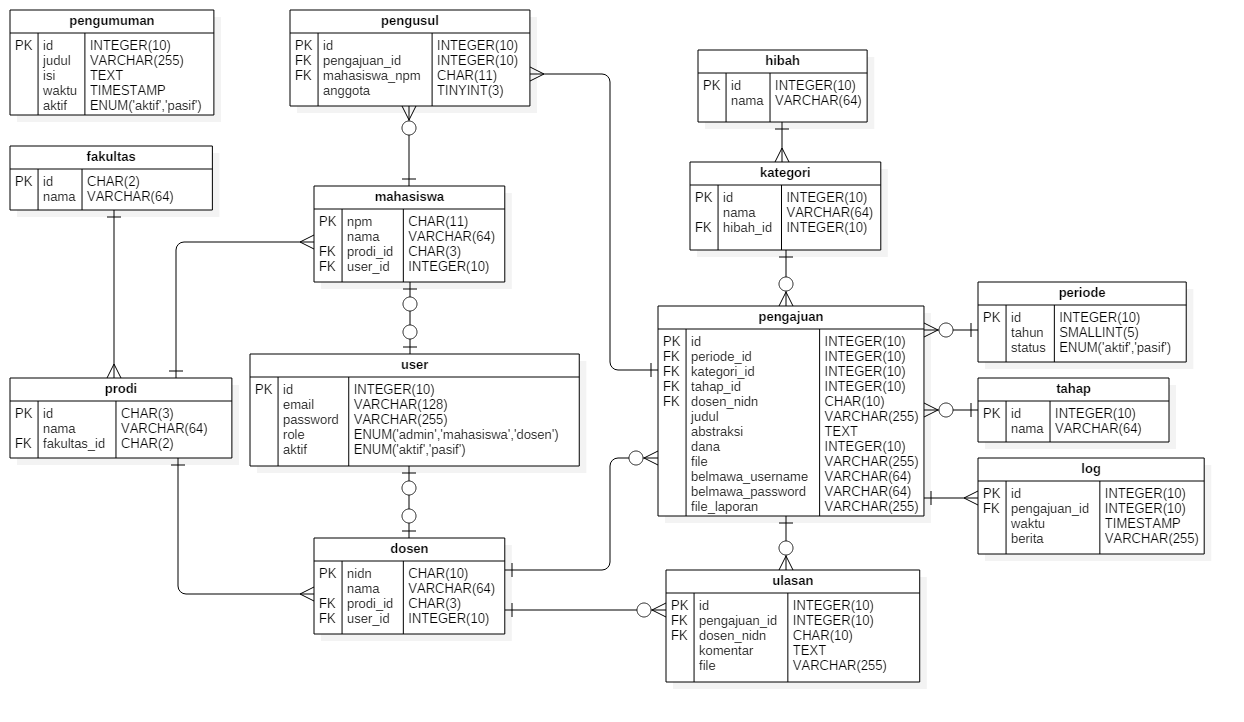 pengumuman
PK id INTEGER(10)
judul VARCHAR(255)
isi TEXT
waktu TIMESTAMP
aktif ENUM('aktif','pasif')
pengusul
PK id INTEGER(10)
FK pengajuan_id INTEGER(10)
FK mahasiswa_npm CHAR(11)
anggota TINYINT(3)
hibah
PK id INTEGER(10)
nama VARCHAR(64)
fakultas
PK id CHAR(2)
nama VARCHAR(64)
mahasiswa
PK npm CHAR(11)
nama VARCHAR(64)
FK prodi_id CHAR(3)
FK user_id INTEGER(10)
kategori
PK id INTEGER(10)
nama VARCHAR(64)
FK hibah_id INTEGER(10)
prodi
PK id CHAR(3)
nama VARCHAR(64)
FK fakultas_id CHAR(2)
user
PK id INTEGER(10)
email VARCHAR(128)
password VARCHAR(255)
role ENUM('admin','mahasiswa','dosen')
aktif ENUM('aktif','pasif')
pengajuan
PK id INTEGER(10)
FK periode_id INTEGER(10)
FK kategori_id INTEGER(10)
FK tahap_id INTEGER(10)
FK dosen_nidn CHAR(10)
judul VARCHAR(255)
abstraksi TEXT
dana INTEGER(10)
file VARCHAR(255)
belmawa_username VARCHAR(64)
belmawa_password VARCHAR(64)
file_laporan VARCHAR(255)
periode
PK id INTEGER(10)
tahun SMALLINT(5)
status ENUM('aktif','pasif')
tahap
PK id INTEGER(10)
nama VARCHAR(64)
log
PK id INTEGER(10)
FK pengajuan_id INTEGER(10)
waktu TIMESTAMP
berita VARCHAR(255)
dosen
PK nidn CHAR(10)
nama VARCHAR(64)
FK prodi_id CHAR(3)
FK user_id INTEGER(10)
ulasan
PK id INTEGER(10)
FK pengajuan_id INTEGER(10)
FK dosen_nidn CHAR(10)
komentar TEXT
file VARCHAR(255)